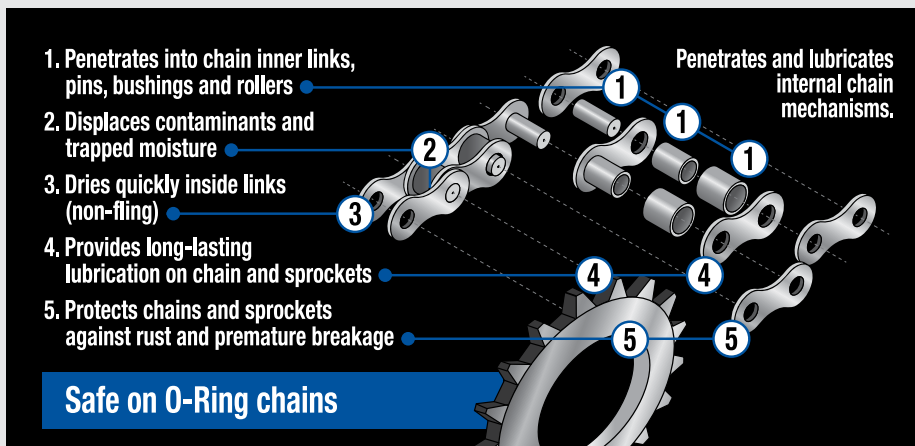 1. Penetrates into chain inner links,
pins, bushings and rollers
2. Displaces contaminants and
trapped moisture
3. Dries quickly inside links
(non-fling)
4. Provides long-lasting
lubrication on chain and sprockets
5. Protects chains and sprockets
against rust and premature breakage
Safe on O-Ring chains
Penetrates and lubricates
internal chain
mechanisms.
1
1
1
2
3
4
4
5
5